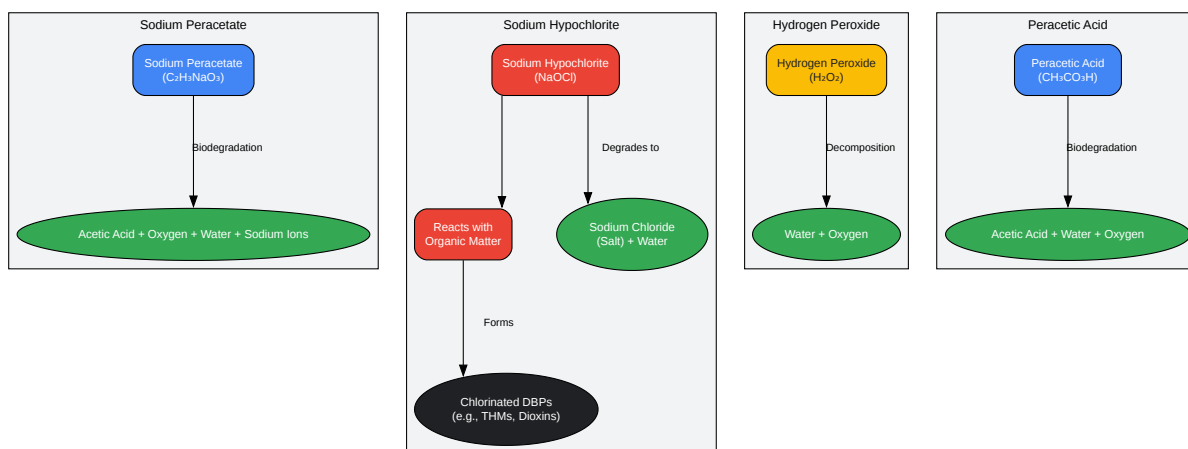 Sodium Peracetate
Sodium Peracetate
(C₂H₃NaO₃)
Biodegradation
Acetic Acid + Oxygen + Water + Sodium Ions
Sodium Hypochlorite
Sodium Hypochlorite
(NaOCl)
Degrades to
Reacts with
Organic Matter
Sodium Chloride
(Salt) + Water
Forms
Chlorinated DBPs
(e.g., THMs, Dioxins)
Hydrogen Peroxide
Hydrogen Peroxide
(H₂O₂)
Decomposition
Water + Oxygen
Peracetic Acid
Peracetic Acid
(CH₃CO₃H)
Biodegradation
Acetic Acid + Water + Oxygen